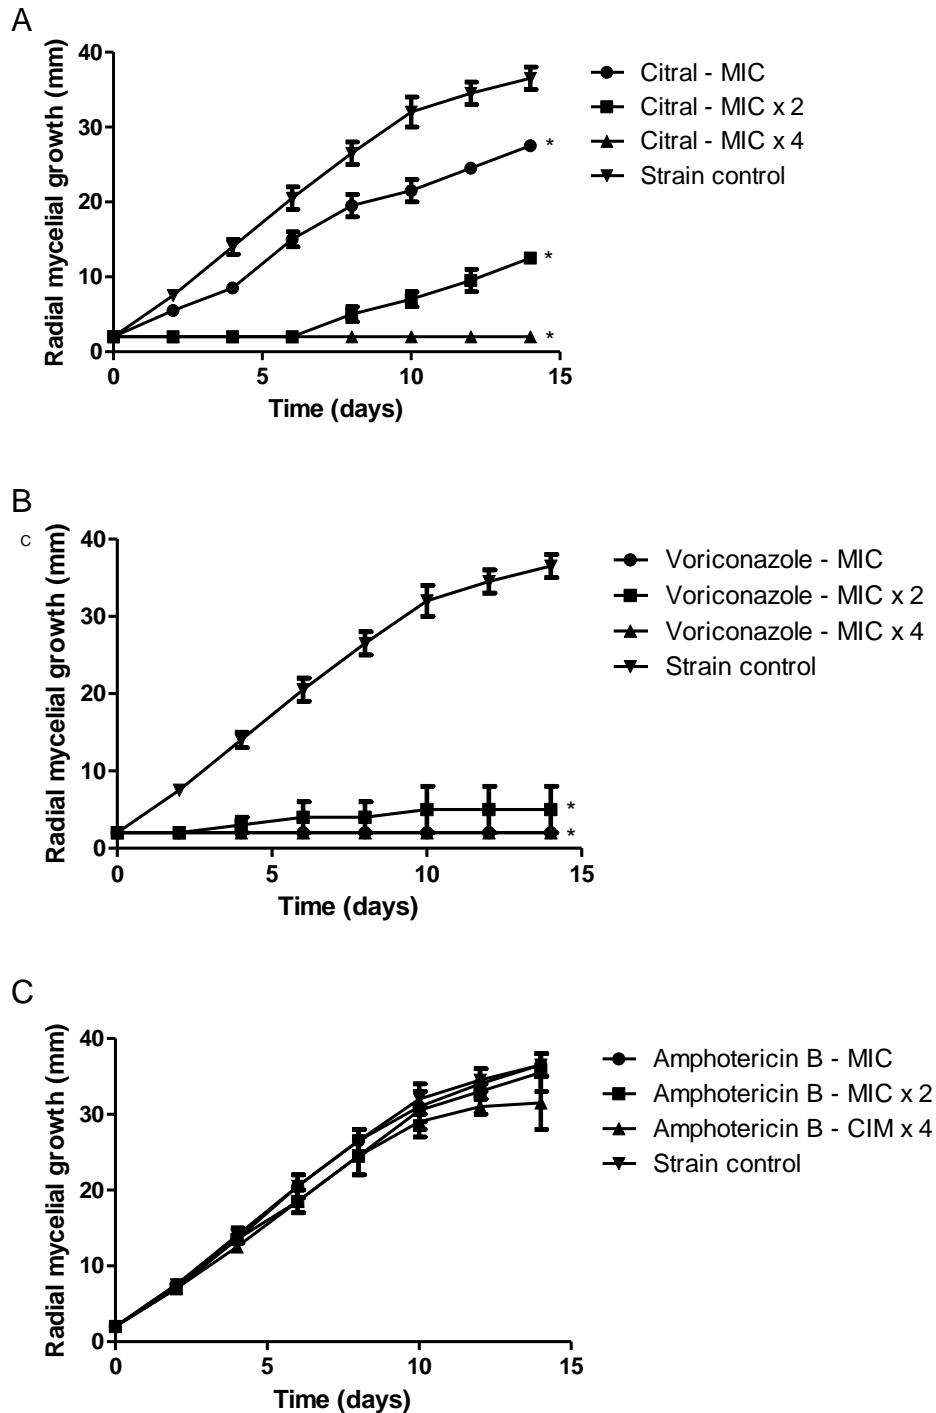 A
Radial mycelial growth (mm)
40
30
20
10
0
0 5 10 15
Time (days)
Citral - MIC
Citral - MIC x 2
Citral - MIC x 4
Strain control
*
*
*
B
C
Radial mycelial growth (mm)
40
30
20
10
0
0 5 10 15
Time (days)
Voriconazole - MIC
Voriconazole - MIC x 2
Voriconazole - MIC x 4
Strain control
*
*
C
Radial mycelial growth (mm)
40
30
20
10
0
0 5 10 15
Time (days)
Amphotericin B - MIC
Amphotericin B - MIC x 2
Amphotericin B - CIM x 4
Strain control